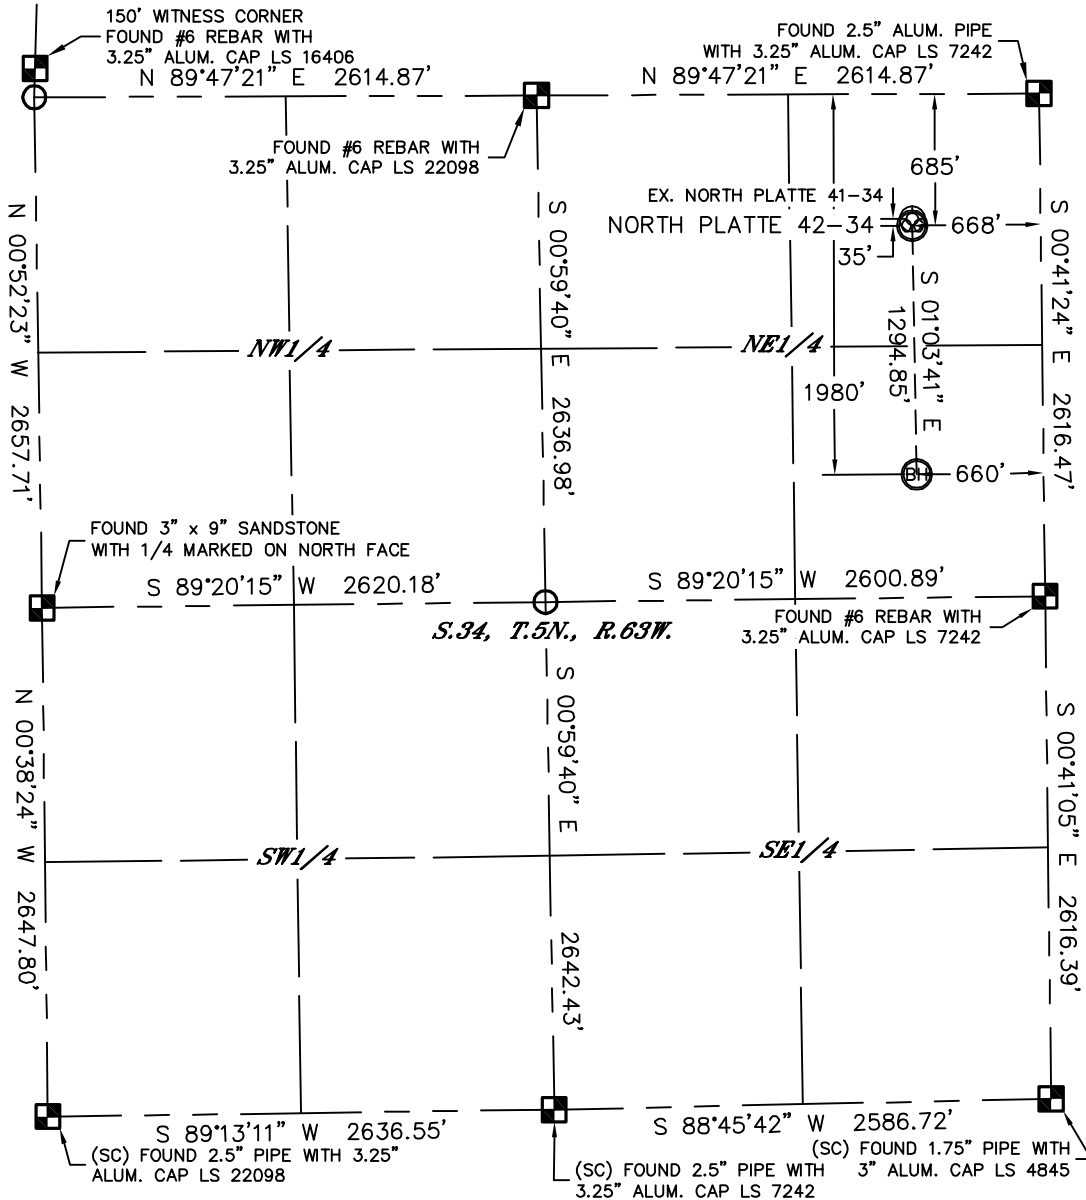 150' WITNESS CORNER
FOUND #6 REBAR WITH
3.25" ALUM. CAP LS 16406
FOUND 2.5" ALUM. PIPE
WITH 3.25" ALUM. CAP LS 7242
N 89°47'21" E 2614.87'
N 89°47'21" E 2614.87'
FOUND #6 REBAR WITH
3.25" ALUM. CAP LS 22098
685'
EX. NORTH PLATTE 41-34
NORTH PLATTE 42-34
668'
35'
N 00°52'23" W 2657.71'
S 00°59'40" E 2636.98'
S 01°03'41" E
1294.85'
S 00°41'24" E 2616.47'
NW1/4
NE1/4
1980'
BH
660'
FOUND 3" x 9" SANDSTONE
WITH 1/4 MARKED ON NORTH FACE
S 89°20'15" W 2620.18'
S 89°20'15" W 2600.89'
FOUND #6 REBAR WITH
3.25" ALUM. CAP LS 7242
S.34, T.5N., R.63W.
N 00°38'24" W 2647.80'
S 00°59'40" E 2642.43'
S 00°41'05" E 2616.39'
SW1/4
SE1/4
S 89°13'11" W 2636.55'
S 88°45'42" W 2586.72'
(SC) FOUND 2.5" PIPE WITH 3.25"
ALUM. CAP LS 22098
(SC) FOUND 2.5" PIPE WITH
3.25" ALUM. CAP LS 7242
(SC) FOUND 1.75" PIPE WITH
3" ALUM. CAP LS 4845